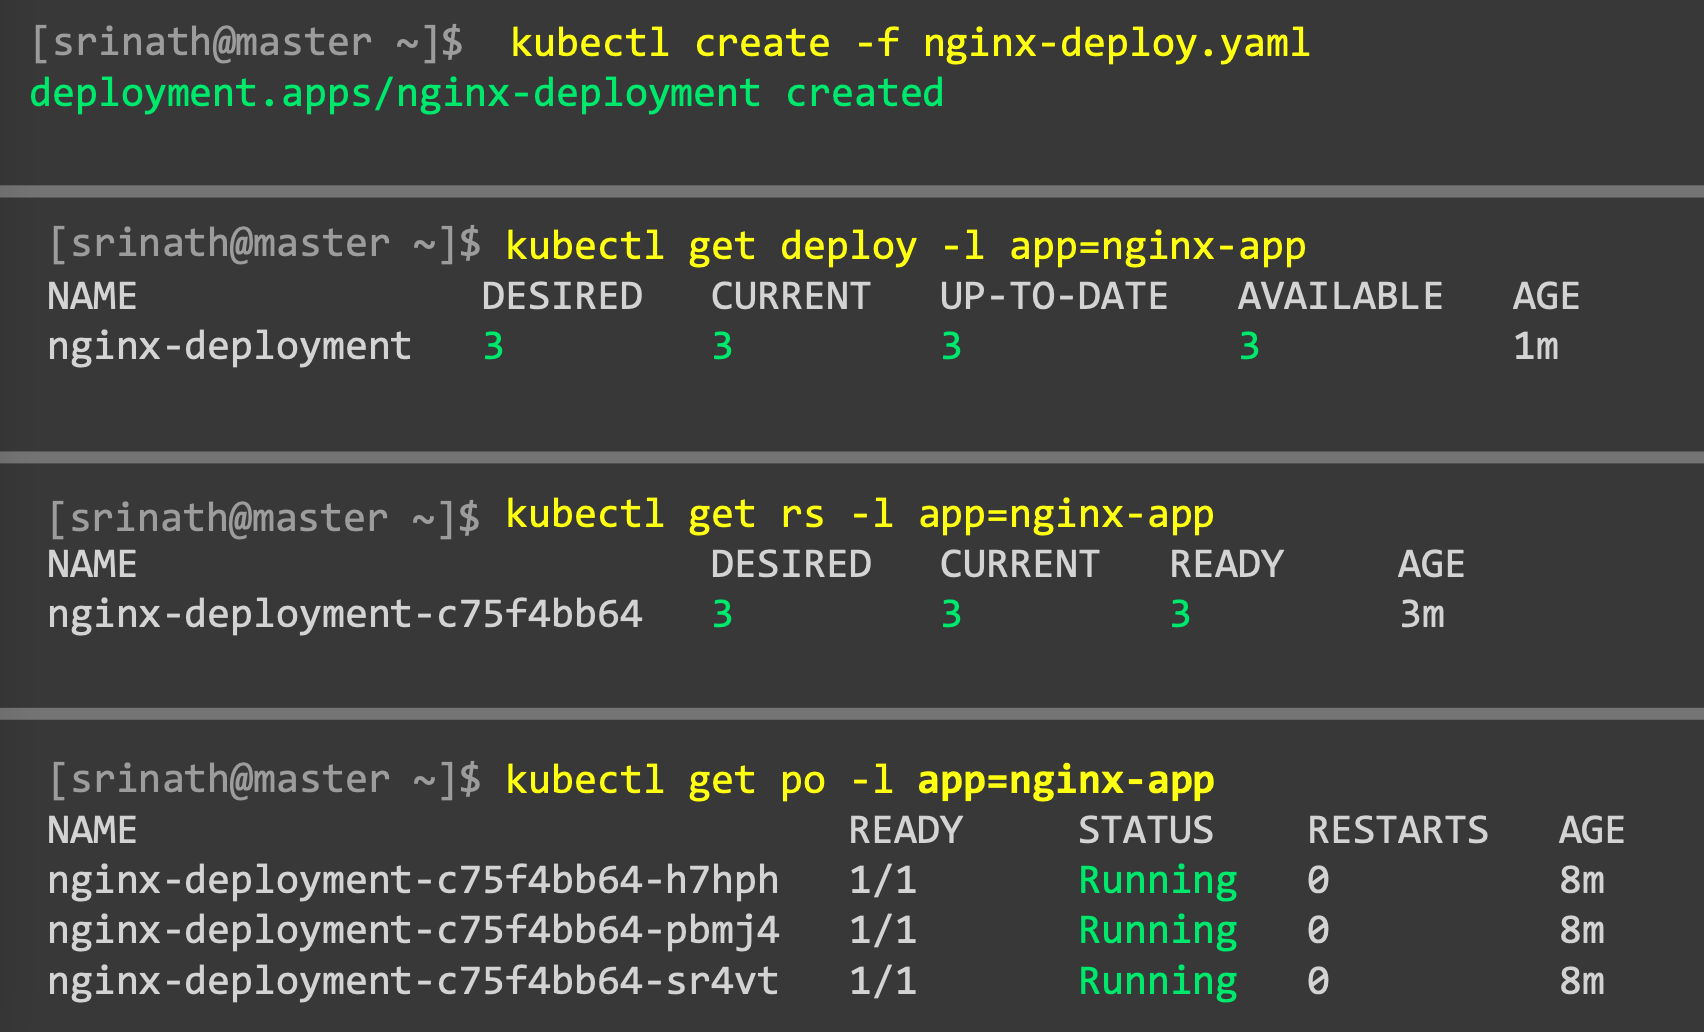 [srinath@master ~]$ kubectl create -f nginx-deploy.yaml
deployment.apps/nginx-deployment created
[srinath@master ~]$ kubectl get deploy -l app=nginx-app
NAME DESIRED CURRENT UP-TO-DATE AVAILABLE AGE
nginx-deployment 3 3 3 3 1m
[srinath@master ~]$ kubectl get rs -l app=nginx-app
NAME DESIRED CURRENT READY AGE
nginx-deployment-c75f4bb64 3 3 3 3m
[srinath@master ~]$ kubectl get po -l app=nginx-app
NAME READY STATUS RESTARTS AGE
nginx-deployment-c75f4bb64-h7hph 1/1 Running 0 8m
nginx-deployment-c75f4bb64-pbmj4 1/1 Running 0 8m
nginx-deployment-c75f4bb64-sr4vt 1/1 Running 0 8m